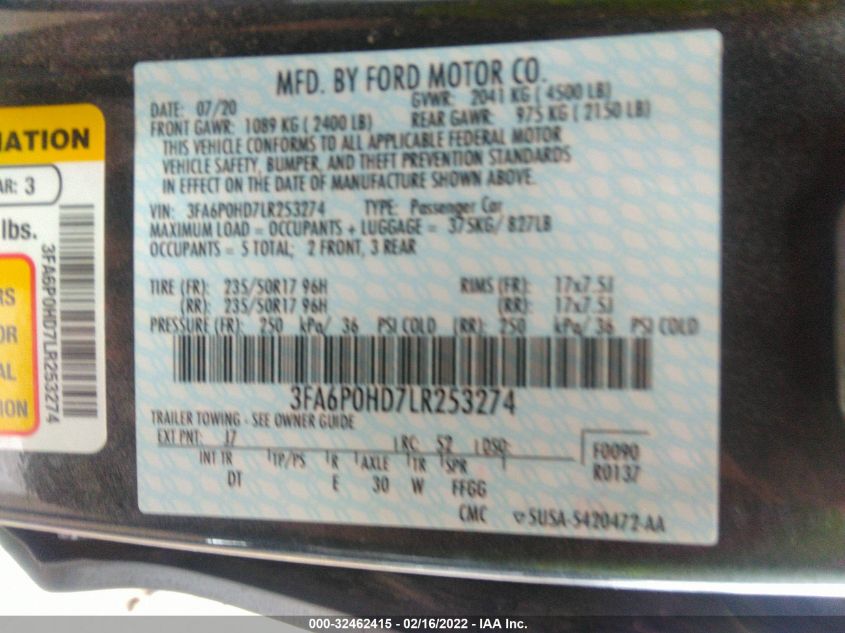 MFD. BY FORD MOTOR CO.
DATE: 07/20 GVWR: 2041 KG ( 4500 LB)
FRONT GAWR: 1089 KG ( 2400 LB) REAR GAWR: 975 KG ( 2150 LB)
THIS VEHICLE CONFORMS TO ALL APPLICABLE FEDERAL MOTOR
VEHICLE SAFETY, BUMPER, AND THEFT PREVENTION STANDARDS
IN EFFECT ON THE DATE OF MANUFACTURE SHOWN ABOVE.
VIN: 3FA6P0HD7LR253274 TYPE: Passenger Car
MAXIMUM LOAD = OCCUPANTS + LUGGAGE = 375KG/ 827LB
OCCUPANTS = 5 TOTAL; 2 FRONT, 3 REAR
TIRE (FR): 235/50R17 96H RIMS (FR): 17x7.5J
(RR): 235/50R17 96H (RR): 17x7.5J
PRESSURE (FR): 250 kPa/ 36 PSI COLD (RR): 250 kPa/ 36 PSI COLD
3FA6P0HD7LR253274
TRAILER TOWING - SEE OWNER GUIDE
EXT PNT: J7 RC: 52 DSO: F0090
R0137
INT TR TP/PS R AXLE TR SPR
DT E 30 W FFGG
CMC 5USA-5420472-AA
MATION
AR: 3
lbs.
RS
OR
AL
ION
3FA6P0HD7LR253274
000-32462415 - 02/16/2022 - IAA Inc.